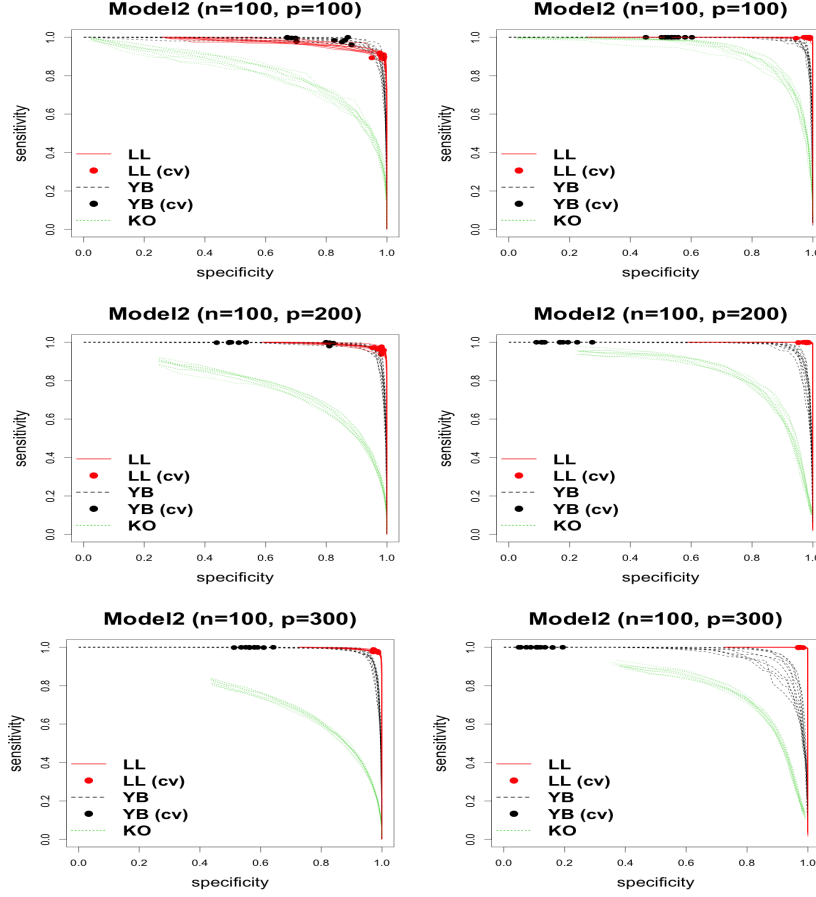 Model2 (n=100, p=100)
sensitivity
1.0
0.8
0.6
0.4
0.2
0.0
LL
LL (cv)
YB
YB (cv)
KO
0.0 0.2 0.4 0.6 0.8 1.0
specificity
Model2 (n=100, p=100)
sensitivity
1.0
0.8
0.6
0.4
0.2
0.0
LL
LL (cv)
YB
YB (cv)
KO
0.0 0.2 0.4 0.6 0.8 1.0
specificity
Model2 (n=100, p=200)
sensitivity
1.0
0.8
0.6
0.4
0.2
0.0
LL
LL (cv)
YB
YB (cv)
KO
0.0 0.2 0.4 0.6 0.8 1.0
specificity
Model2 (n=100, p=200)
sensitivity
1.0
0.8
0.6
0.4
0.2
0.0
LL
LL (cv)
YB
YB (cv)
KO
0.0 0.2 0.4 0.6 0.8 1.0
specificity
Model2 (n=100, p=300)
sensitivity
1.0
0.8
0.6
0.4
0.2
0.0
LL
LL (cv)
YB
YB (cv)
KO
0.0 0.2 0.4 0.6 0.8 1.0
specificity
Model2 (n=100, p=300)
sensitivity
1.0
0.8
0.6
0.4
0.2
0.0
LL
LL (cv)
YB
YB (cv)
KO
0.0 0.2 0.4 0.6 0.8 1.0
specificity